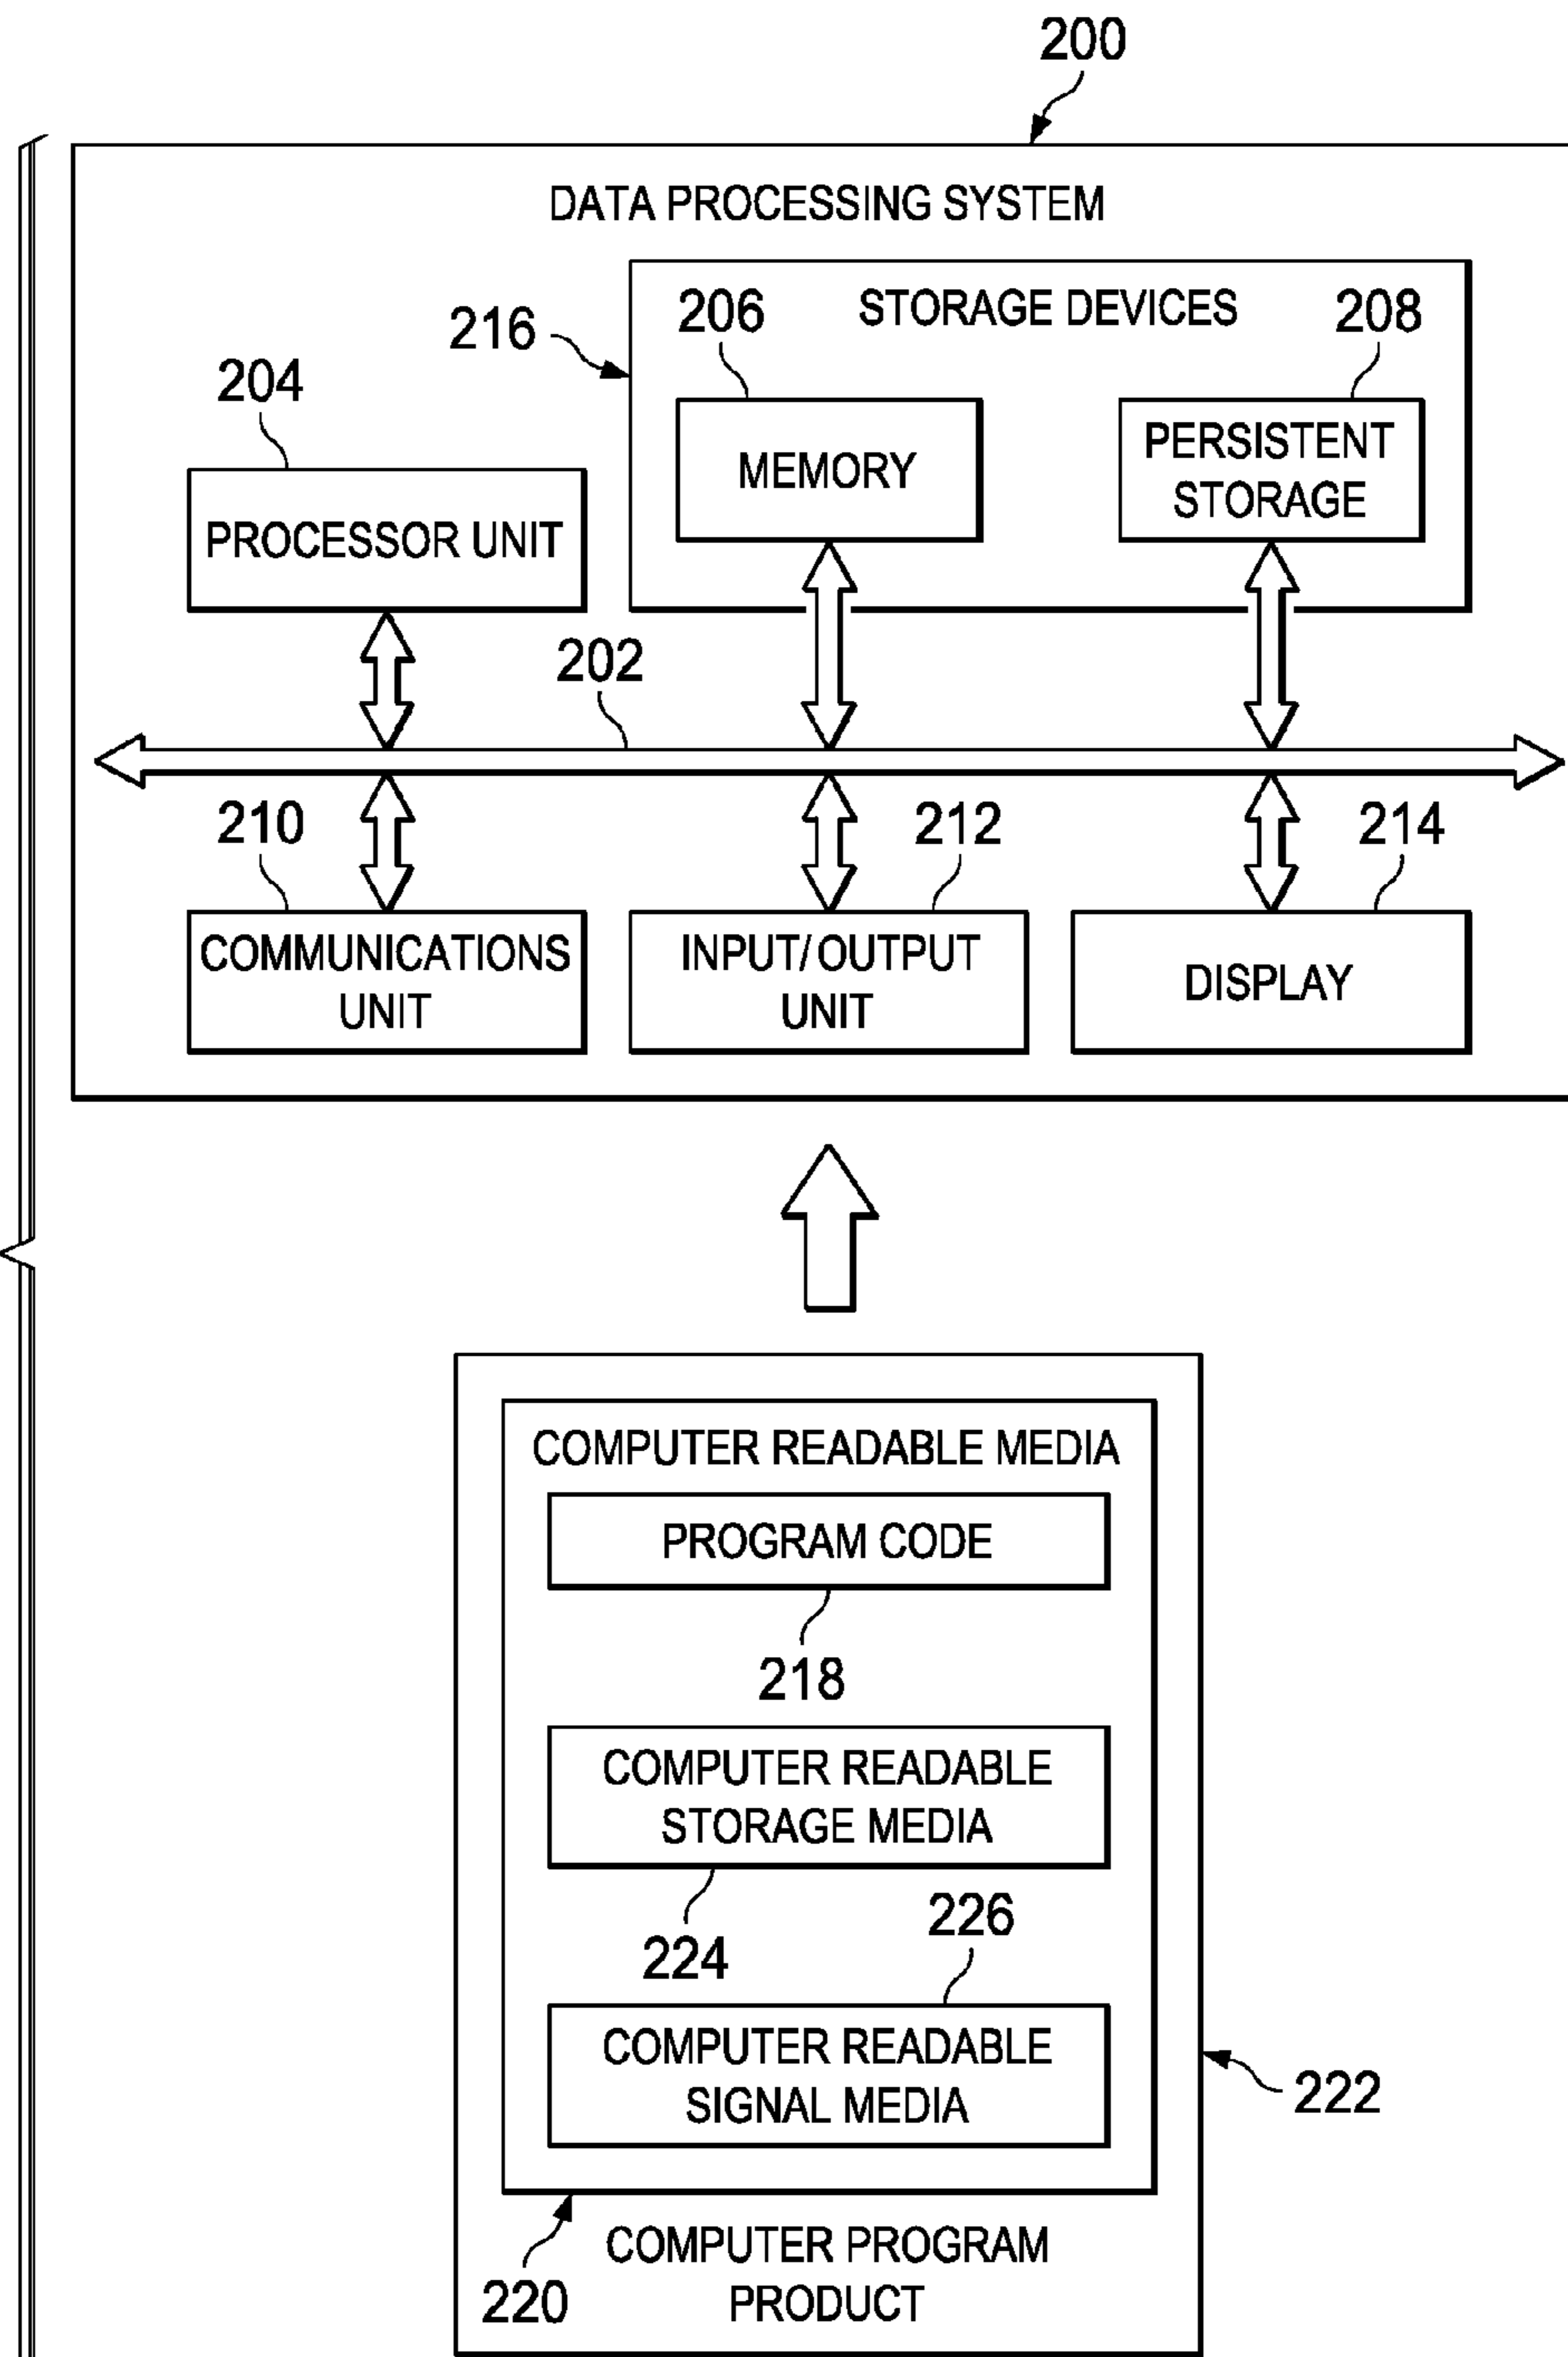 200
DATA PROCESSING SYSTEM
216
206
STORAGE DEVICES
208
204
MEMORY
PERSISTENT
STORAGE
PROCESSOR UNIT
202
210
212
214
COMMUNICATIONS
UNIT
INPUT/OUTPUT
UNIT
DISPLAY
COMPUTER READABLE MEDIA
PROGRAM CODE
218
COMPUTER READABLE
STORAGE MEDIA
224
226
COMPUTER READABLE
SIGNAL MEDIA
222
220
COMPUTER PROGRAM
PRODUCT